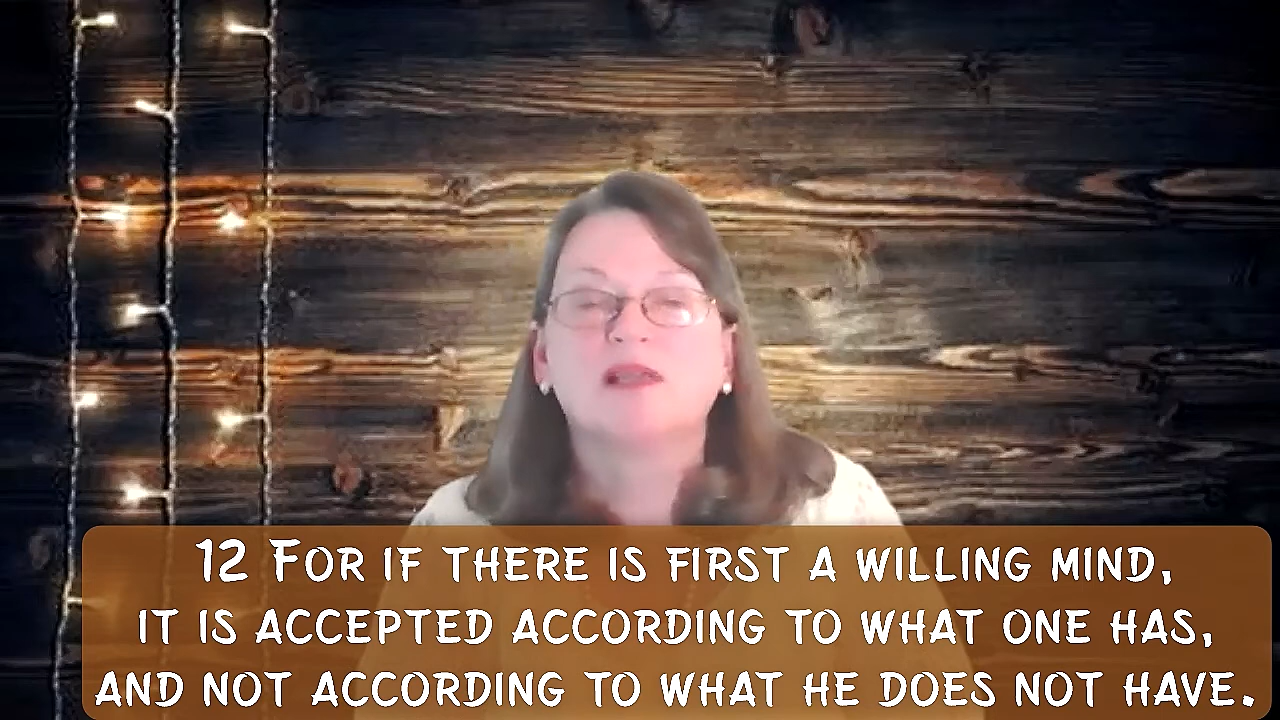 12 For if there is first a willing mind,
it is accepted according to what one has,
and not according to what he does not have.